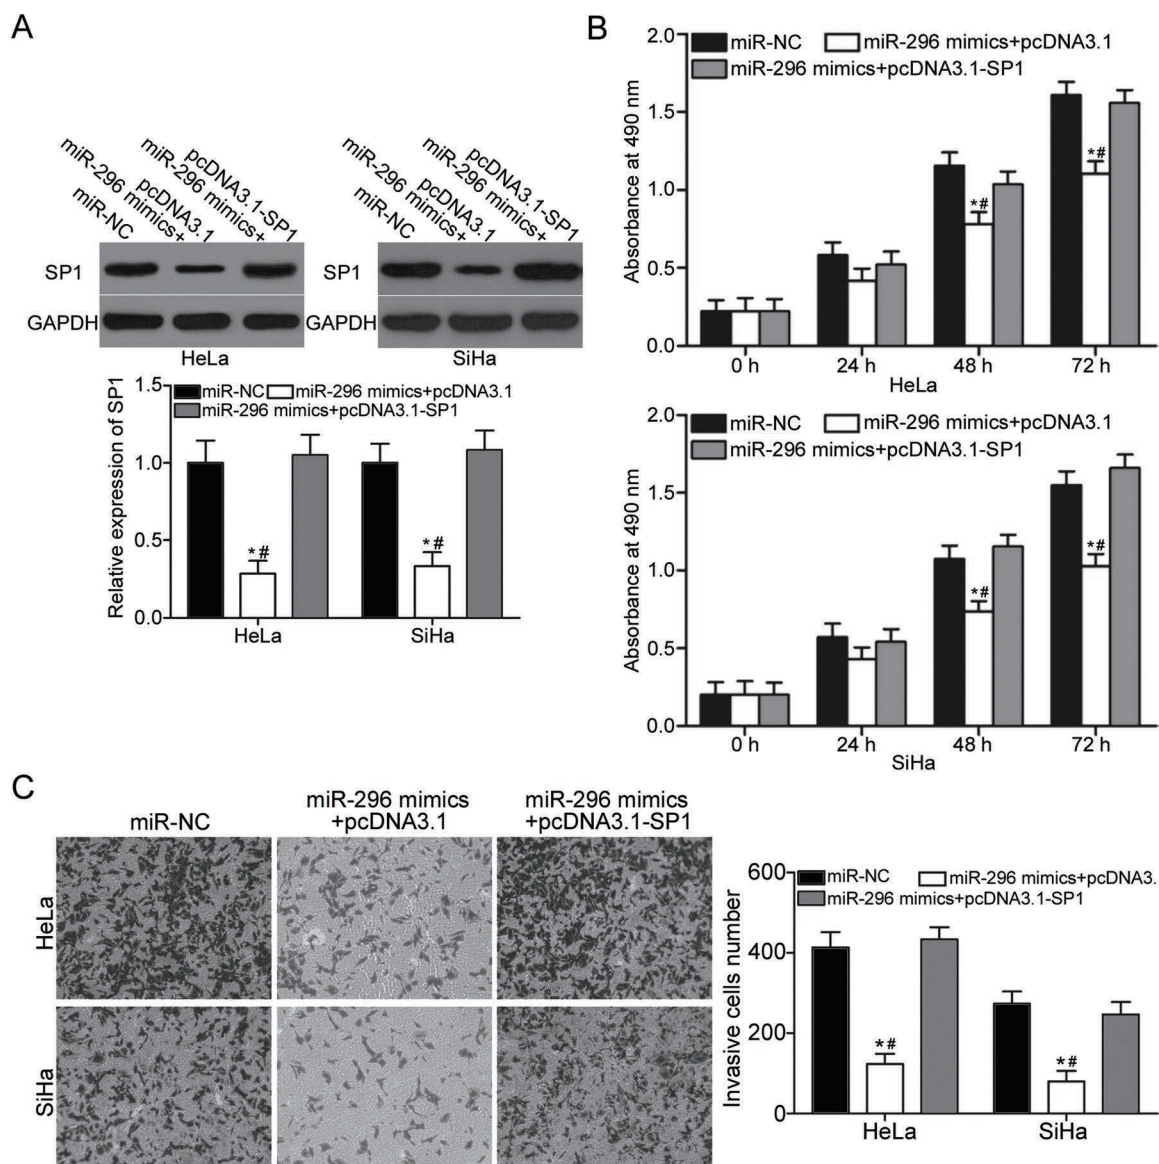 A
miR-NC
miR-296 mimics+
pcDNA3.1
miR-296 mimics+
pcDNA3.1-SP1
miR-NC
miR-296 mimics+
pcDNA3.1
miR-296 mimics+
pcDNA3.1-SP1
SP1
SP1
GAPDH
GAPDH
HeLa
SiHa
Relative expression of SP1
1.5
1.0
0.5
0.0
miR-NC
miR-296 mimics+pcDNA3.1
miR-296 mimics+pcDNA3.1-SP1
*#
*#
HeLa
SiHa
B
Absorbance at 490 nm
2.0
1.5
1.0
0.5
0.0
miR-NC
miR-296 mimics+pcDNA3.1
miR-296 mimics+pcDNA3.1-SP1
*#
*#
0 h
24 h
48 h
72 h
HeLa
Absorbance at 490 nm
2.0
1.5
1.0
0.5
0.0
miR-NC
miR-296 mimics+pcDNA3.1
miR-296 mimics+pcDNA3.1-SP1
*#
*#
0 h
24 h
48 h
72 h
SiHa
C
miR-NC
miR-296 mimics
+pcDNA3.1
miR-296 mimics
+pcDNA3.1-SP1
HeLa
SiHa
Invasive cells number
600
400
200
0
miR-NC
miR-296 mimics+pcDNA3.
miR-296 mimics+pcDNA3.1-SP1
*#
*#
HeLa
SiHa